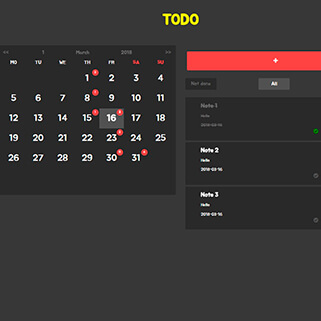 TODO
<< 1 March 2018 >>
MO TU WE TH FR SA SU
1 2 3 4
5 6 7 8 9 10 11
12 13 14 15 16 17 18
19 20 21 22 23 24 25
26 27 28 29 30 31
+
Not done All
Note 1
Hello
2018-03-16
Note 2
Hello
2018-03-16
Note 3
Hello
2018-03-16